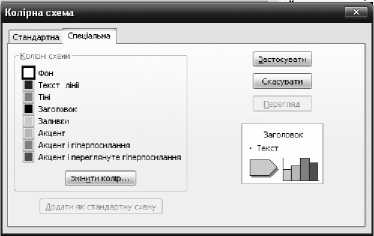 Колірна схема
Стандартна Спеціальна
Колірні схеми
Фон
Текст лінії
Тіні
Заголовок
Заливки
Акцент
Акцент і гіперпосилання
Акцент і переглянуте гіперпосилання
Змінити колір...
Додати як стандартну схему
Застосувати
Скасувати
Перегляд
Заголовок
• Текст